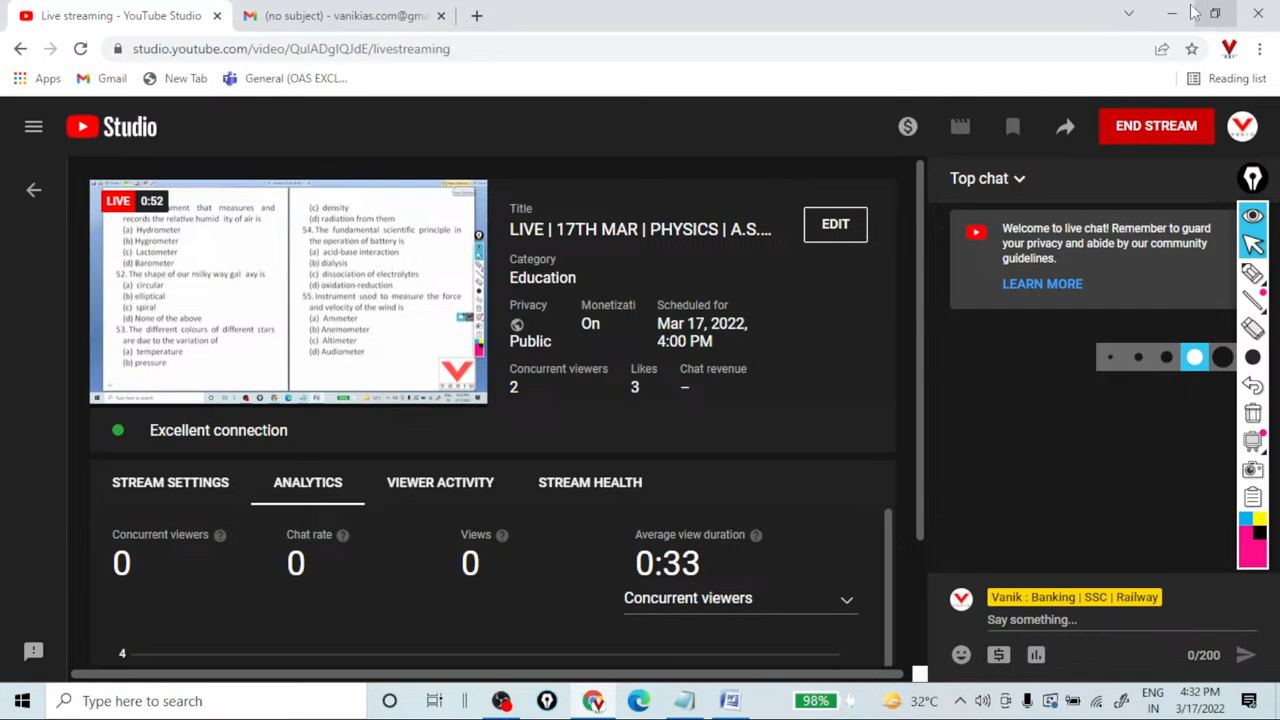 Live streaming - YouTube Studio
(no subject) - vanikias.com@gma
studio.youtube.com/video/QulADgIQJdE/livestreaming
Apps
Gmail
New Tab
General (OAS EXCL...
Reading list
Studio
END STREAM
LIVE 0:52
ment that measures and
records the relative humid ity of air is
(a) Hydrometer
(b) Hygrometer
(c) Lactometer
(d) Barometer
52. The shape of our milky way gal axy is
(a) circular
(b) elliptical
(c) spiral
(d) None of the above
53. The different colours of different stars
are due to the variation of
(a) temperature
(b) pressure
(c) density
(d) radiation from them
54. The fundamental scientific principle in
the operation of battery is
(a) acid-base interaction
(b) dialysis
(c) dissociation of electrolytes
(d) oxidation-reduction
55. Instrument used to measure the force
and velocity of the wind is
(a) Ammeter
(b) Anemometer
(c) Altimeter
(d) Audiometer
Title
LIVE | 17TH MAR | PHYSICS | A.S....
EDIT
Category
Education
Privacy
Public
Monetizati
On
Scheduled for
Mar 17, 2022,
4:00 PM
Concurrent viewers
2
Likes
3
Chat revenue
–
Excellent connection
STREAM SETTINGS
ANALYTICS
VIEWER ACTIVITY
STREAM HEALTH
Concurrent viewers
0
Chat rate
0
Views
0
Average view duration
0:33
Concurrent viewers
4
Top chat
Welcome to live chat! Remember to guard
your privacy and abide by our community
guidelines.
LEARN MORE
Vanik : Banking | SSC | Railway
Say something...
0/200
Type here to search
98%
32°C
ENG
IN
4:32 PM
3/17/2022